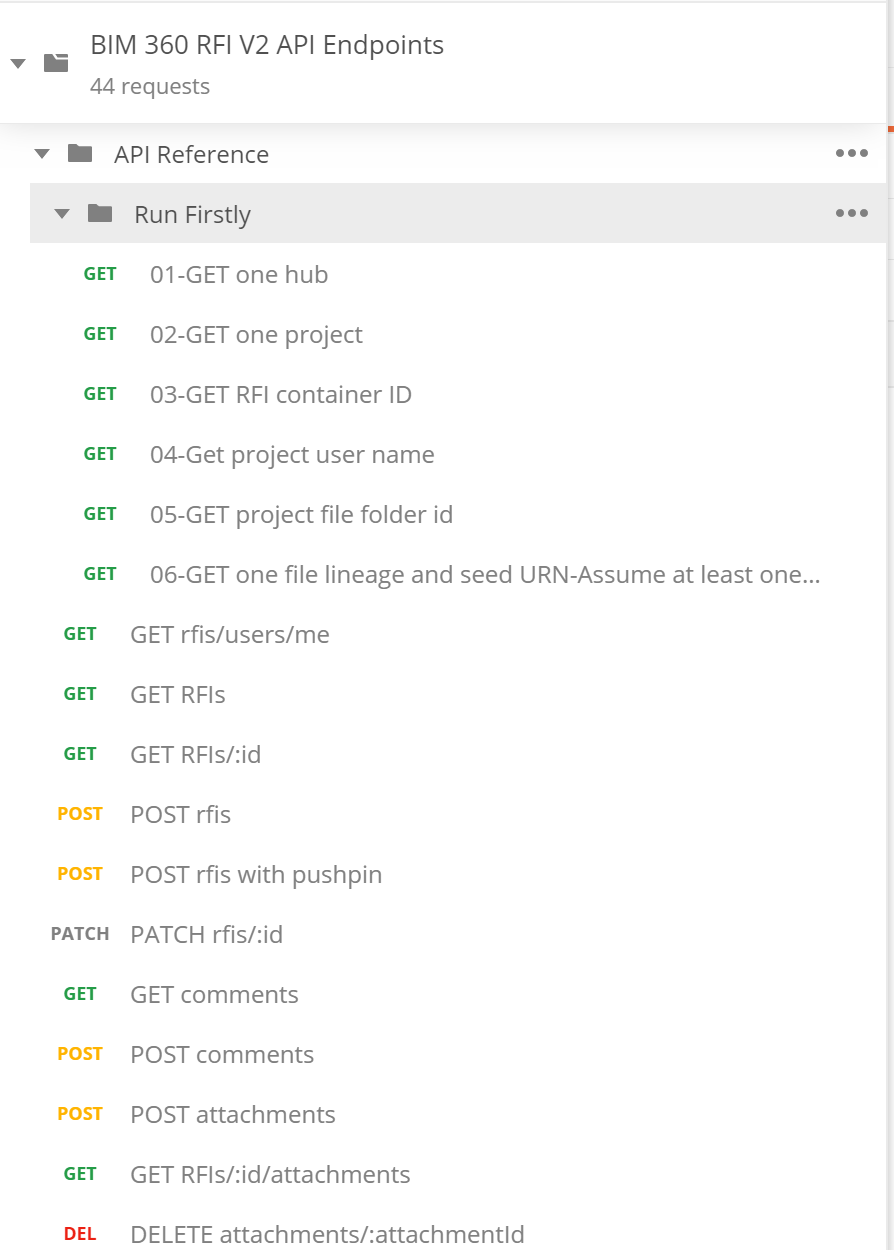 BIM 360 RFI V2 API Endpoints
44 requests
API Reference
Run Firstly
GET 01-GET one hub
GET 02-GET one project
GET 03-GET RFI container ID
GET 04-Get project user name
GET 05-GET project file folder id
GET 06-GET one file lineage and seed URN-Assume at least one...
GET GET rfis/users/me
GET GET RFIs
GET GET RFIs/:id
POST POST rfis
POST POST rfis with pushpin
PATCH PATCH rfis/:id
GET GET comments
POST POST comments
POST POST attachments
GET GET RFIs/:id/attachments
DEL DELETE attachments/:attachmentId